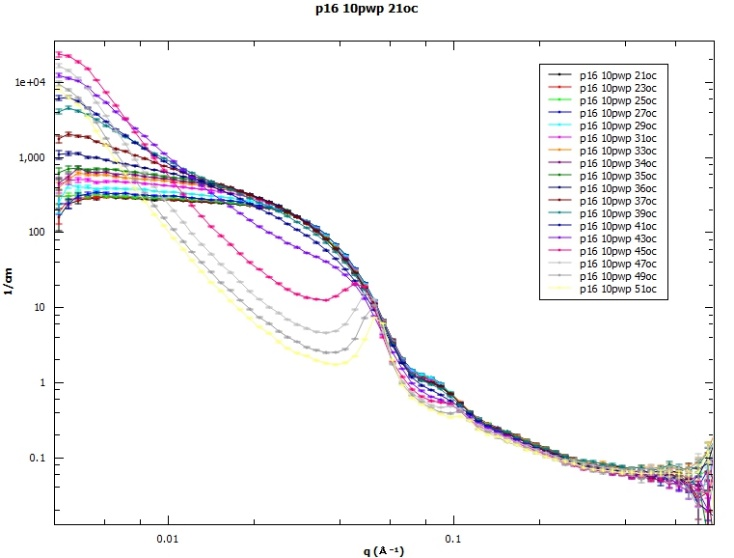 p16 10pwp 21oc
1e+04
1,000
100
10
1
0.1
1/cm
0.01
0.1
q (Å⁻¹)
p16 10pwp 21oc
p16 10pwp 23oc
p16 10pwp 25oc
p16 10pwp 27oc
p16 10pwp 29oc
p16 10pwp 31oc
p16 10pwp 33oc
p16 10pwp 34oc
p16 10pwp 35oc
p16 10pwp 36oc
p16 10pwp 37oc
p16 10pwp 39oc
p16 10pwp 41oc
p16 10pwp 43oc
p16 10pwp 45oc
p16 10pwp 47oc
p16 10pwp 49oc
p16 10pwp 51oc